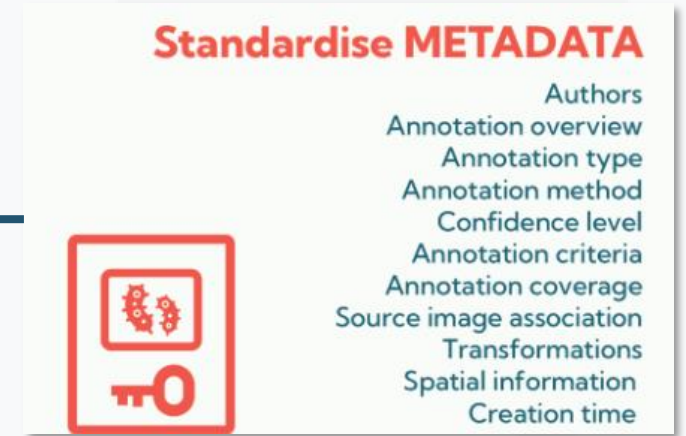 Standardise METADATA
Authors
Annotation overview
Annotation type
Annotation method
Confidence level
Annotation criteria
Annotation coverage
Source image association
Transformations
Spatial information
Creation time